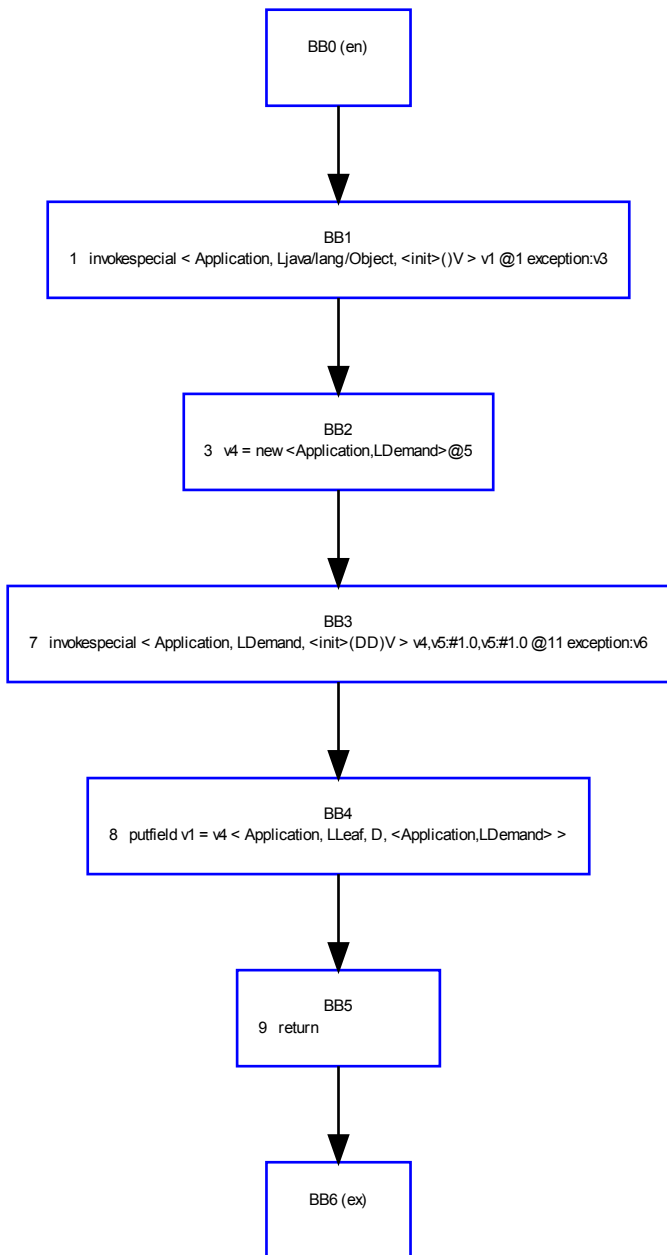 BB0 (en)
BB1
1 invokespecial < Application, Ljava/lang/Object, <init>()V > v1 @1 exception:v3
BB2
3 v4 = new <Application,LDemand>@5
BB3
7 invokespecial < Application, LDemand, <init>(DD)V > v4,v5:#1.0,v5:#1.0 @11 exception:v6
BB4
8 putfield v1 = v4 < Application, LLeaf, D, <Application,LDemand> >
BB5
9 return
BB6 (ex)